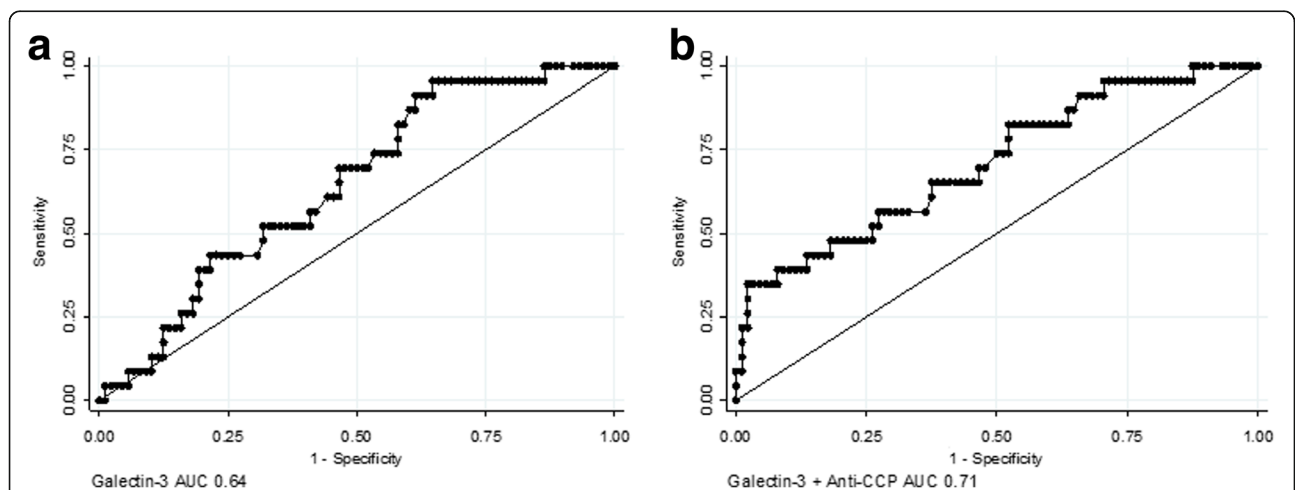 a
1.00
0.75
0.50
0.25
0.00
Sensitivity
0.00 0.25 0.50 0.75 1.00
1 - Specificity
Galectin-3 AUC 0.64
b
1.00
0.75
0.50
0.25
0.00
Sensitivity
0.00 0.25 0.50 0.75 1.00
1 - Specificity
Galectin-3 + Anti-CCP AUC 0.71